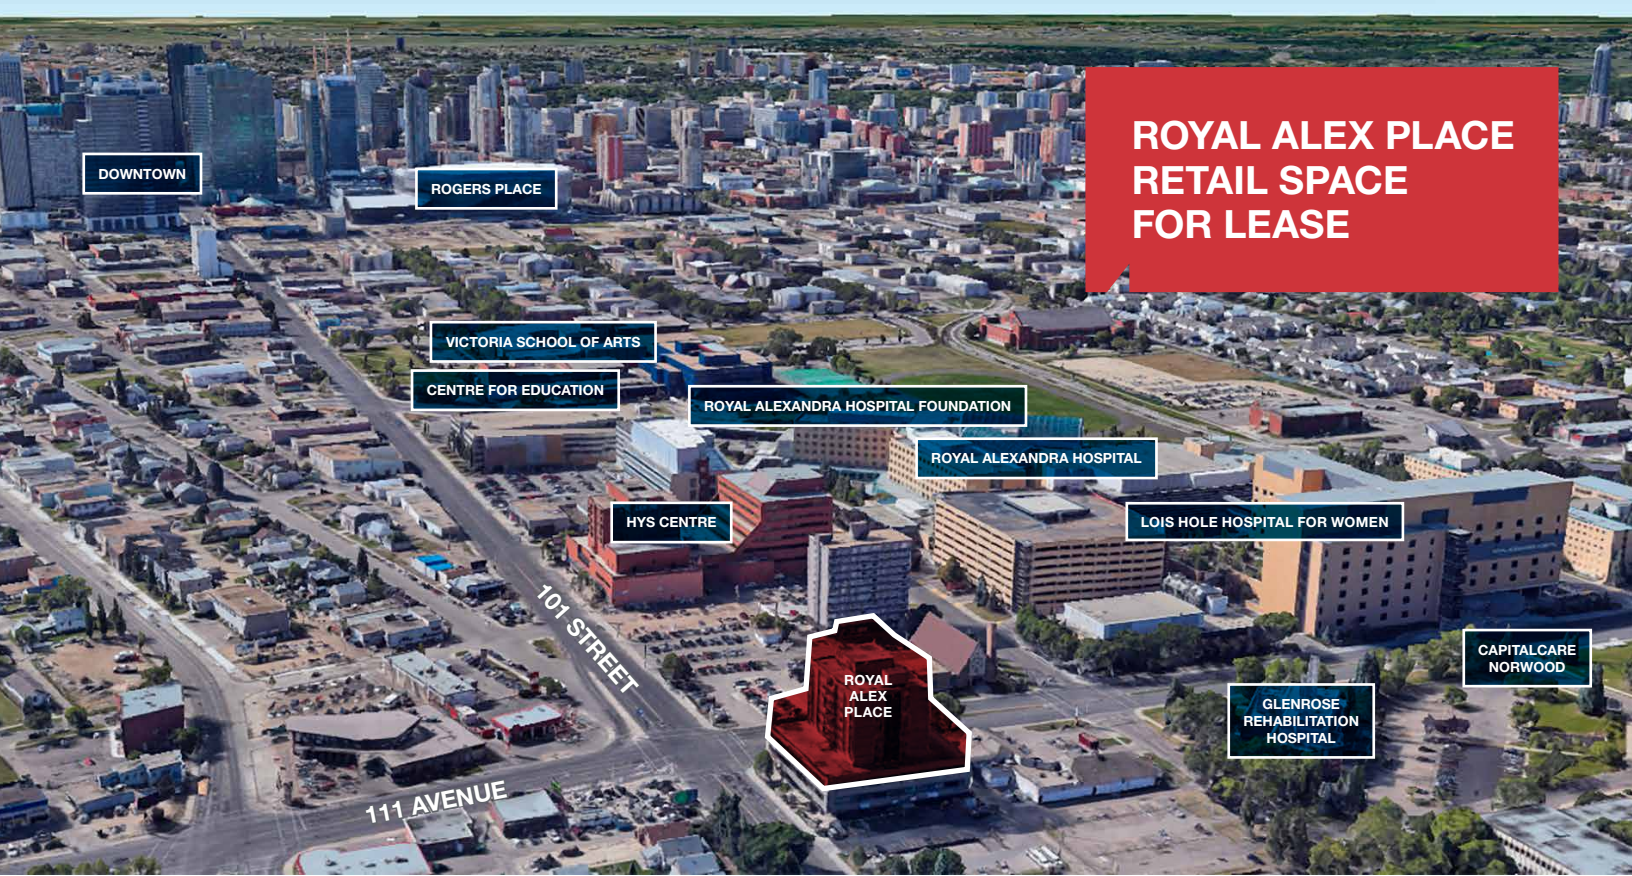 ROYAL ALEX PLACE
RETAIL SPACE
FOR LEASE
DOWNTOWN
ROGERS PLACE
VICTORIA SCHOOL OF ARTS
CENTRE FOR EDUCATION
ROYAL ALEXANDRA HOSPITAL FOUNDATION
ROYAL ALEXANDRA HOSPITAL
HYS CENTRE
LOIS HOLE HOSPITAL FOR WOMEN
101 STREET
CAPITALCARE
NORWOOD
ROYAL
ALEX
PLACE
GLENROSE
REHABILITATION
HOSPITAL
111 AVENUE